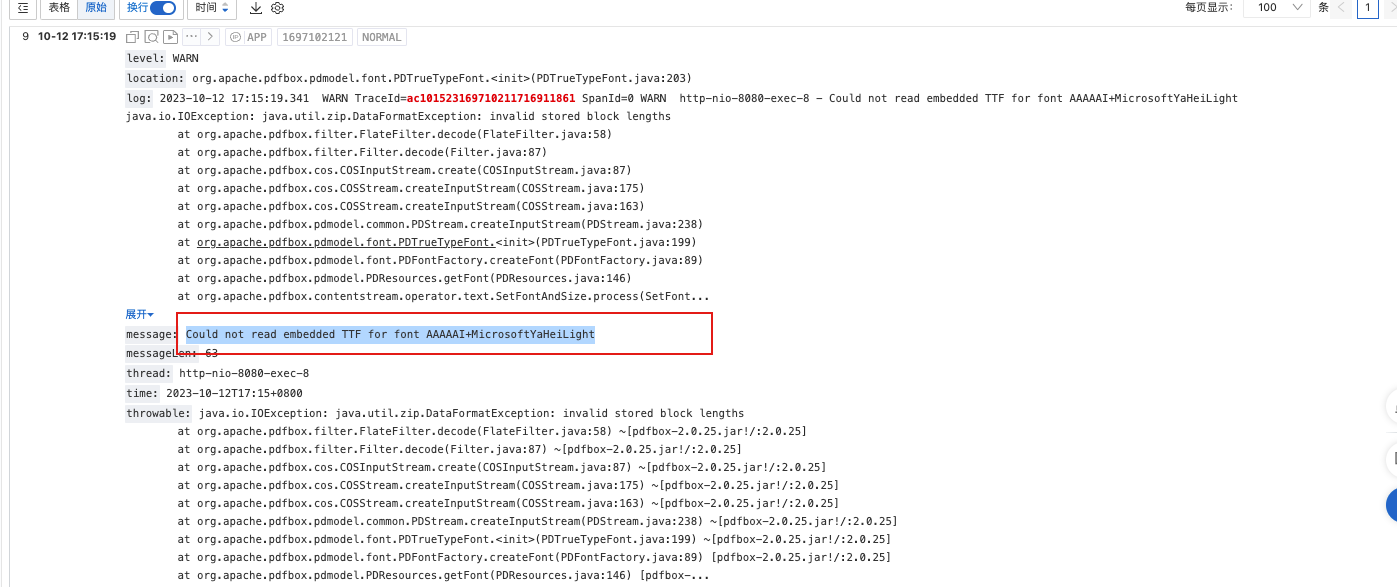 表格 原始 换行 时间 每页显示: 100 条 1
9 10-12 17:15:19 ··· APP 1697102121 NORMAL
level: WARN
location: org.apache.pdfbox.pdmodel.font.PDTrueTypeFont.<init>(PDTrueTypeFont.java:203)
log: 2023-10-12 17:15:19.341 WARN TraceId=ac101523169710211716911861 SpanId=0 WARN http-nio-8080-exec-8 - Could not read embedded TTF for font AAAAAI+MicrosoftYaHeiLight
java.io.IOException: java.util.zip.DataFormatException: invalid stored block lengths
at org.apache.pdfbox.filter.FlateFilter.decode(FlateFilter.java:58)
at org.apache.pdfbox.filter.Filter.decode(Filter.java:87)
at org.apache.pdfbox.cos.COSInputStream.create(COSInputStream.java:87)
at org.apache.pdfbox.cos.COSStream.createInputStream(COSStream.java:175)
at org.apache.pdfbox.cos.COSStream.createInputStream(COSStream.java:163)
at org.apache.pdfbox.pdmodel.common.PDStream.createInputStream(PDStream.java:238)
at org.apache.pdfbox.pdmodel.font.PDTrueTypeFont.<init>(PDTrueTypeFont.java:199)
at org.apache.pdfbox.pdmodel.font.PDFontFactory.createFont(PDFontFactory.java:89)
at org.apache.pdfbox.pdmodel.PDResources.getFont(PDResources.java:146)
at org.apache.pdfbox.contentstream.operator.text.SetFontAndSize.process(SetFont...
展开
message: Could not read embedded TTF for font AAAAAI+MicrosoftYaHeiLight
messageLen: 63
thread: http-nio-8080-exec-8
time: 2023-10-12T17:15+0800
throwable: java.io.IOException: java.util.zip.DataFormatException: invalid stored block lengths
at org.apache.pdfbox.filter.FlateFilter.decode(FlateFilter.java:58) ~[pdfbox-2.0.25.jar!/:2.0.25]
at org.apache.pdfbox.filter.Filter.decode(Filter.java:87) ~[pdfbox-2.0.25.jar!/:2.0.25]
at org.apache.pdfbox.cos.COSInputStream.create(COSInputStream.java:87) ~[pdfbox-2.0.25.jar!/:2.0.25]
at org.apache.pdfbox.cos.COSStream.createInputStream(COSStream.java:175) ~[pdfbox-2.0.25.jar!/:2.0.25]
at org.apache.pdfbox.cos.COSStream.createInputStream(COSStream.java:163) ~[pdfbox-2.0.25.jar!/:2.0.25]
at org.apache.pdfbox.pdmodel.common.PDStream.createInputStream(PDStream.java:238) ~[pdfbox-2.0.25.jar!/:2.0.25]
at org.apache.pdfbox.pdmodel.font.PDTrueTypeFont.<init>(PDTrueTypeFont.java:199) ~[pdfbox-2.0.25.jar!/:2.0.25]
at org.apache.pdfbox.pdmodel.font.PDFontFactory.createFont(PDFontFactory.java:89) [pdfbox-2.0.25.jar!/:2.0.25]
at org.apache.pdfbox.pdmodel.PDResources.getFont(PDResources.java:146) [pdfbox-...